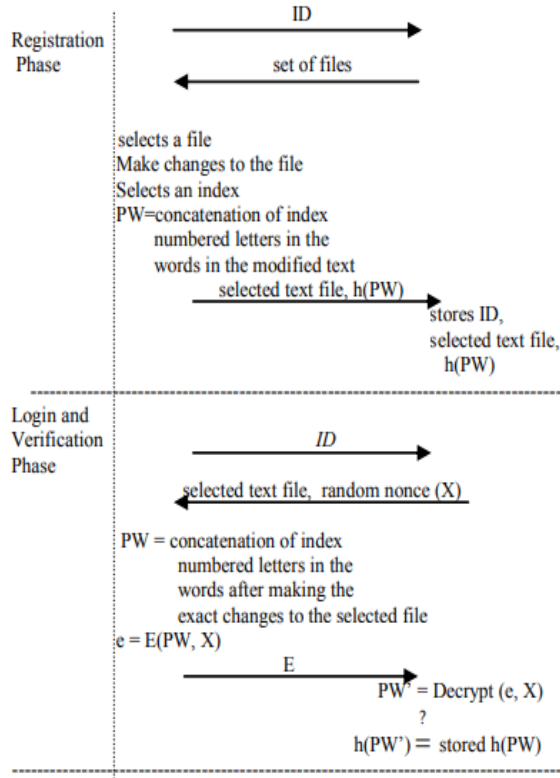 ID
Registration
Phase
set of files
selects a file
Make changes to the file
Selects an index
PW=concatenation of index
numbered letters in the
words in the modified text
selected text file, h(PW)
stores ID,
selected text file,
h(PW)
Login and
Verification
Phase
ID
selected text file, random nonce (X)
PW = concatenation of index
numbered letters in the
words after making the
exact changes to the selected file
e = E(PW, X)
E
PW' = Decrypt (e, X)
?
h(PW') = stored h(PW)